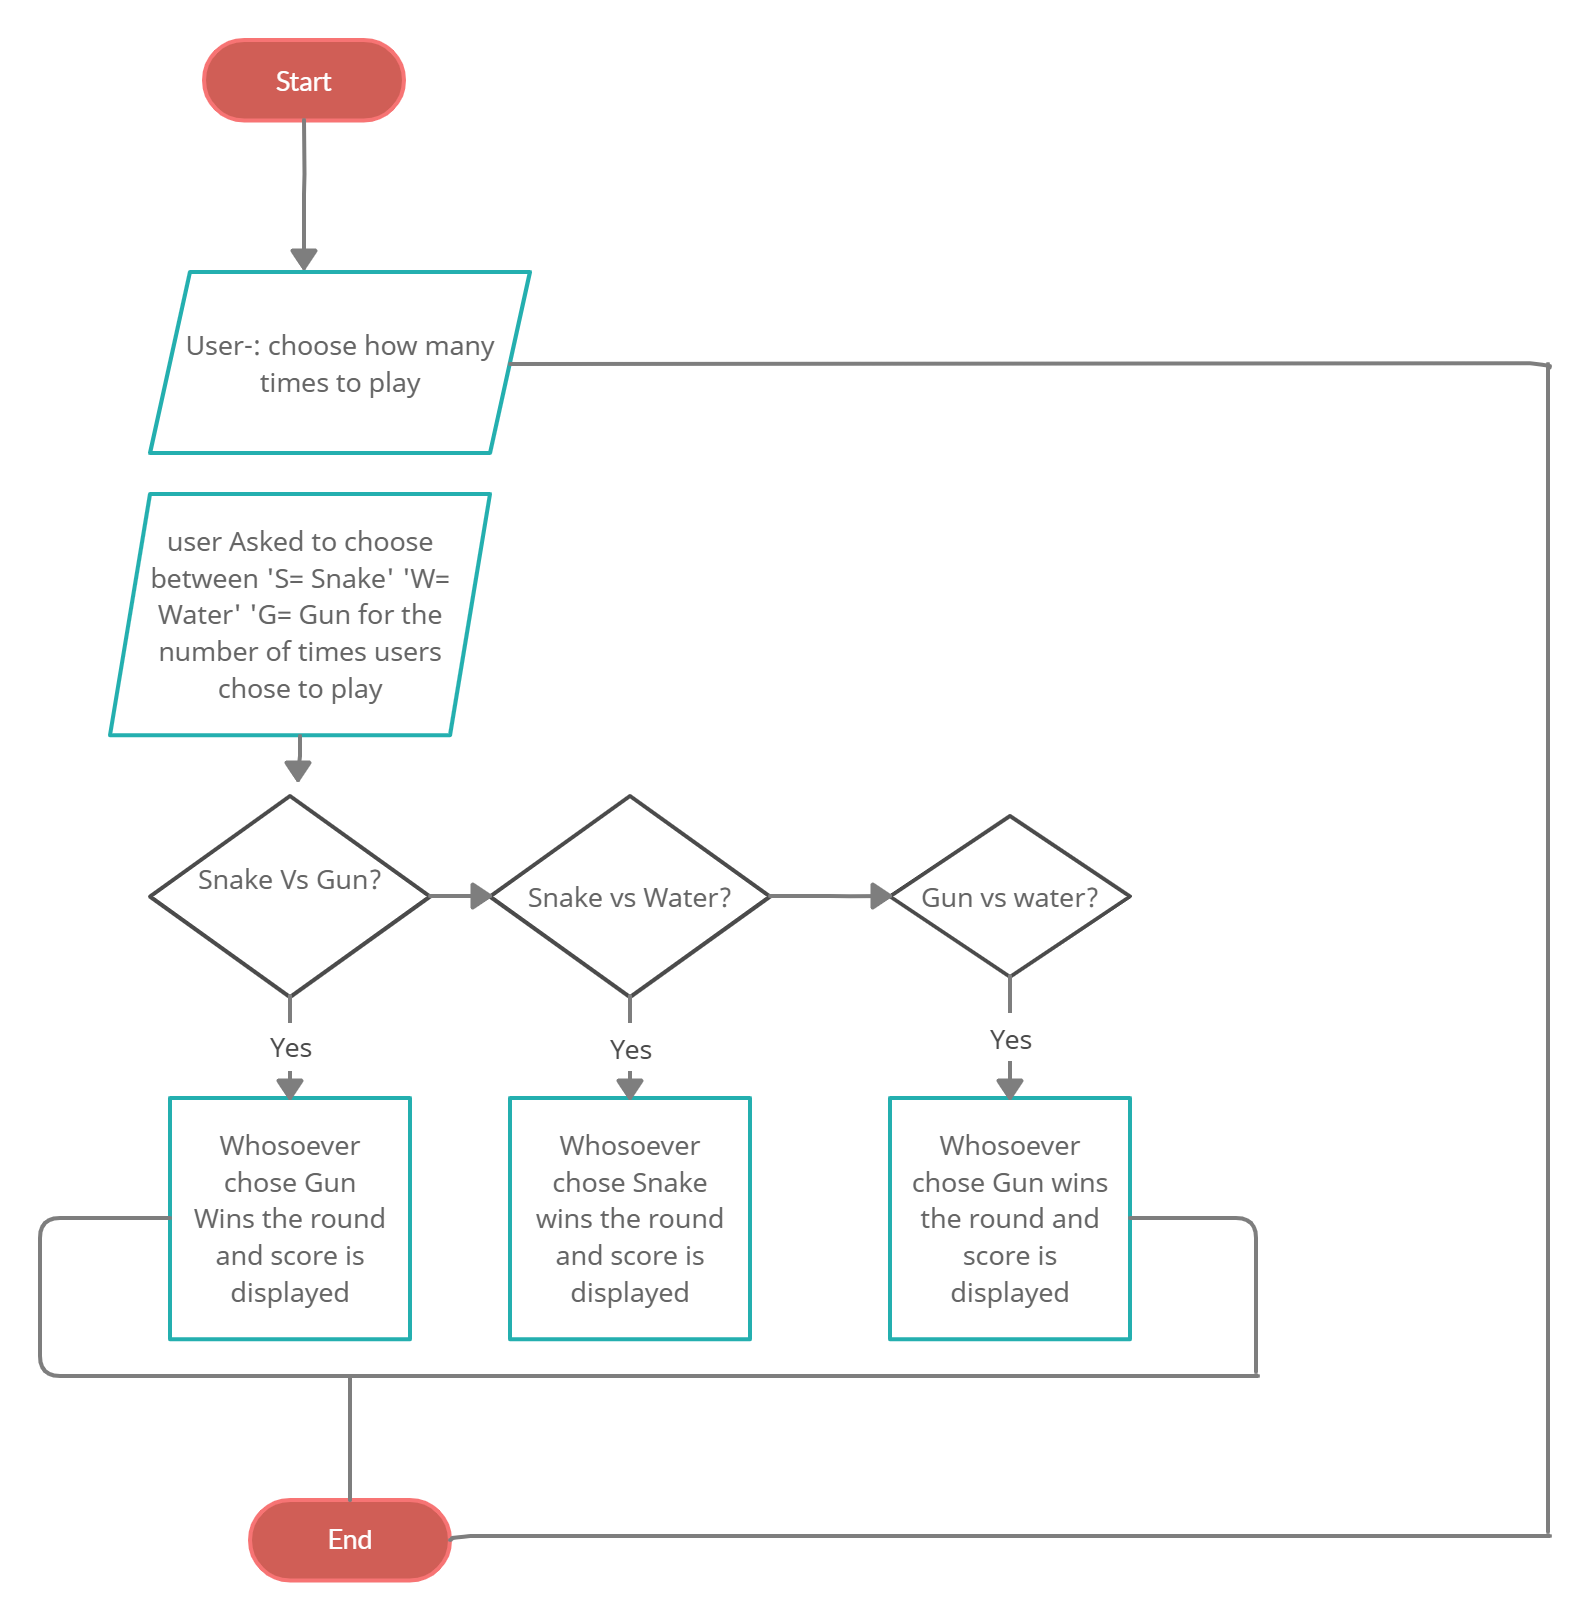 Start
User-: choose how many
times to play
user Asked to choose
between 'S= Snake' 'W=
Water' 'G= Gun for the
number of times users
chose to play
Snake Vs Gun?
Snake vs Water?
Gun vs water?
Yes
Yes
Yes
Whosoever
chose Gun
Wins the round
and score is
displayed
Whosoever
chose Snake
wins the round
and score is
displayed
Whosoever
chose Gun wins
the round and
score is
displayed
End